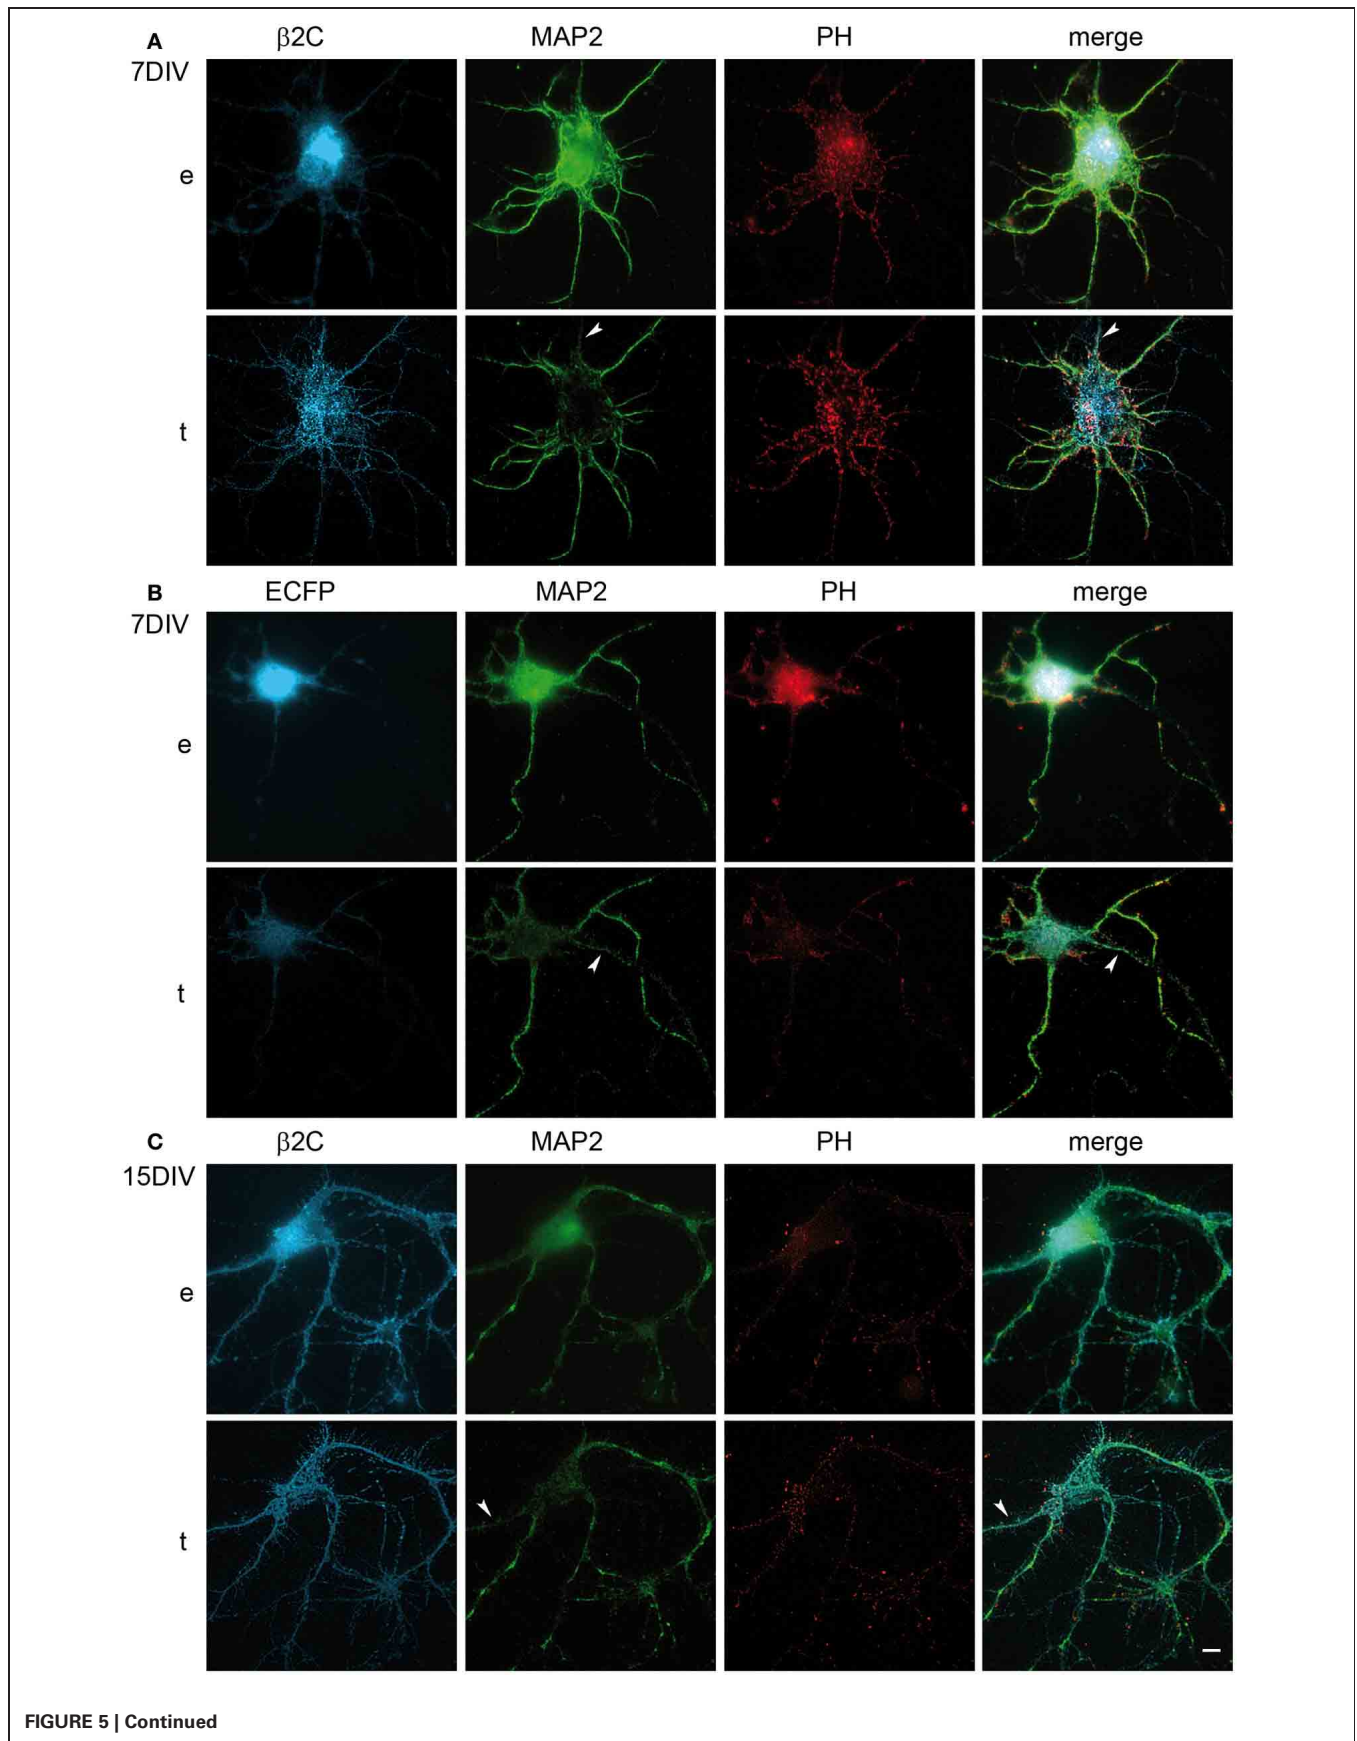 A β2C MAP2 PH merge
7DIV
e
t
B ECFP MAP2 PH merge
7DIV
e
t
C β2C MAP2 PH merge
15DIV
e
t
FIGURE 5 | Continued